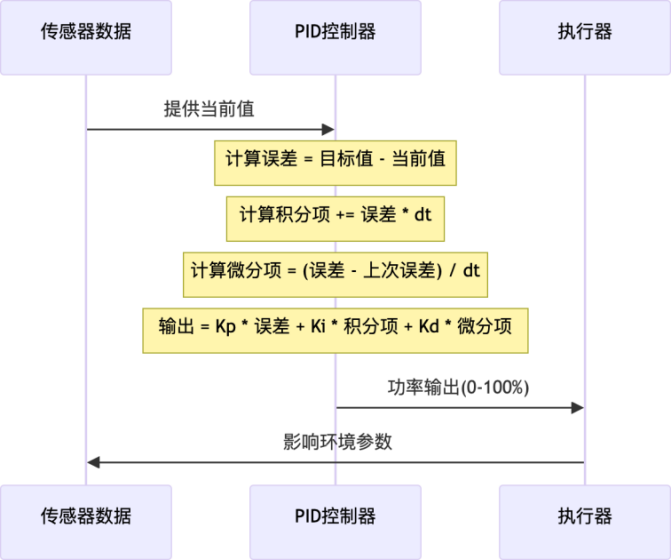 传感器数据
PID控制器
执行器
提供当前值
计算误差 = 目标值 - 当前值
计算积分项 += 误差 * dt
计算微分项 = (误差 - 上次误差) / dt
输出 = Kp * 误差 + Ki * 积分项 + Kd * 微分项
功率输出(0-100%)
影响环境参数
传感器数据
PID控制器
执行器